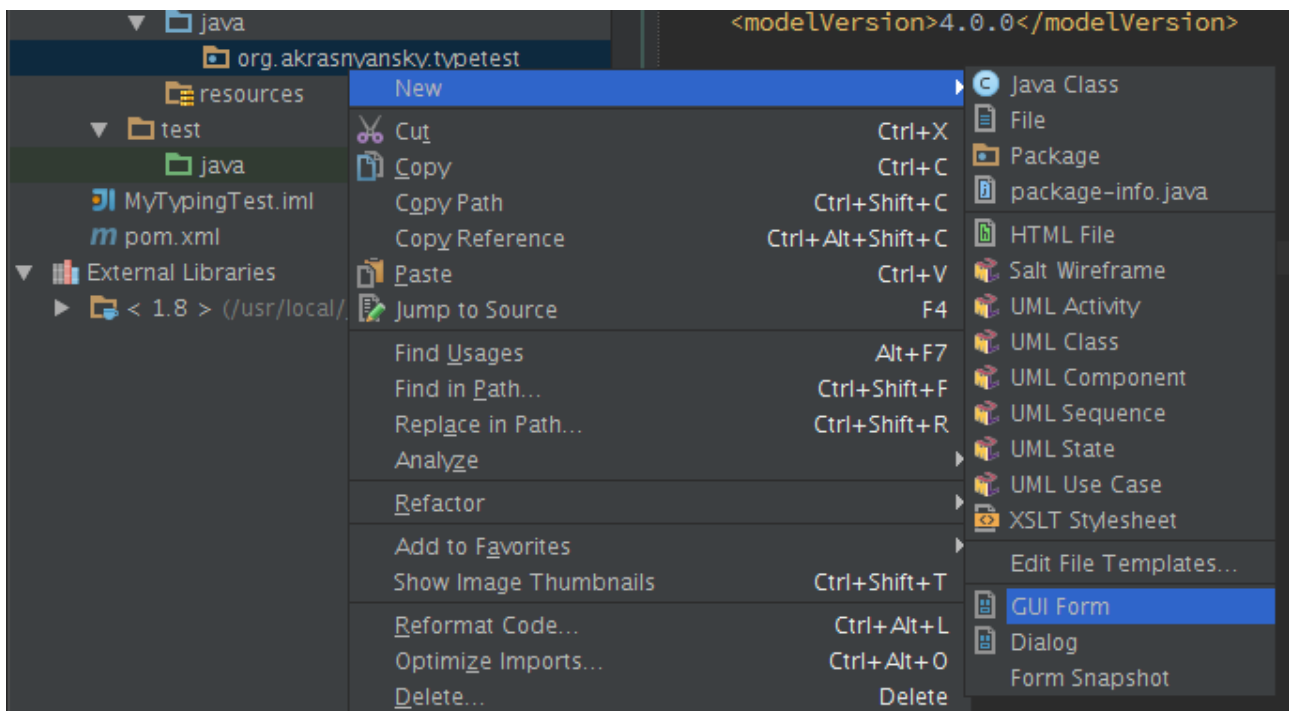 java
<modelVersion>4.0.0</modelVersion>
org.akrasnyansky.typetest
resources
test
java
MyTypingTest.iml
pom.xml
External Libraries
< 1.8 > (/usr/local/
New
Cut Ctrl+X
Copy Ctrl+C
Copy Path Ctrl+Shift+C
Copy Reference Ctrl+Alt+Shift+C
Paste Ctrl+V
Jump to Source F4
Find Usages Alt+F7
Find in Path... Ctrl+Shift+F
Replace in Path... Ctrl+Shift+R
Analyze
Refactor
Add to Favorites
Show Image Thumbnails Ctrl+Shift+T
Reformat Code... Ctrl+Alt+L
Optimize Imports... Ctrl+Alt+O
Delete... Delete
Java Class
File
Package
package-info.java
HTML File
Salt Wireframe
UML Activity
UML Class
UML Component
UML Sequence
UML State
UML Use Case
XSLT Stylesheet
Edit File Templates...
GUI Form
Dialog
Form Snapshot